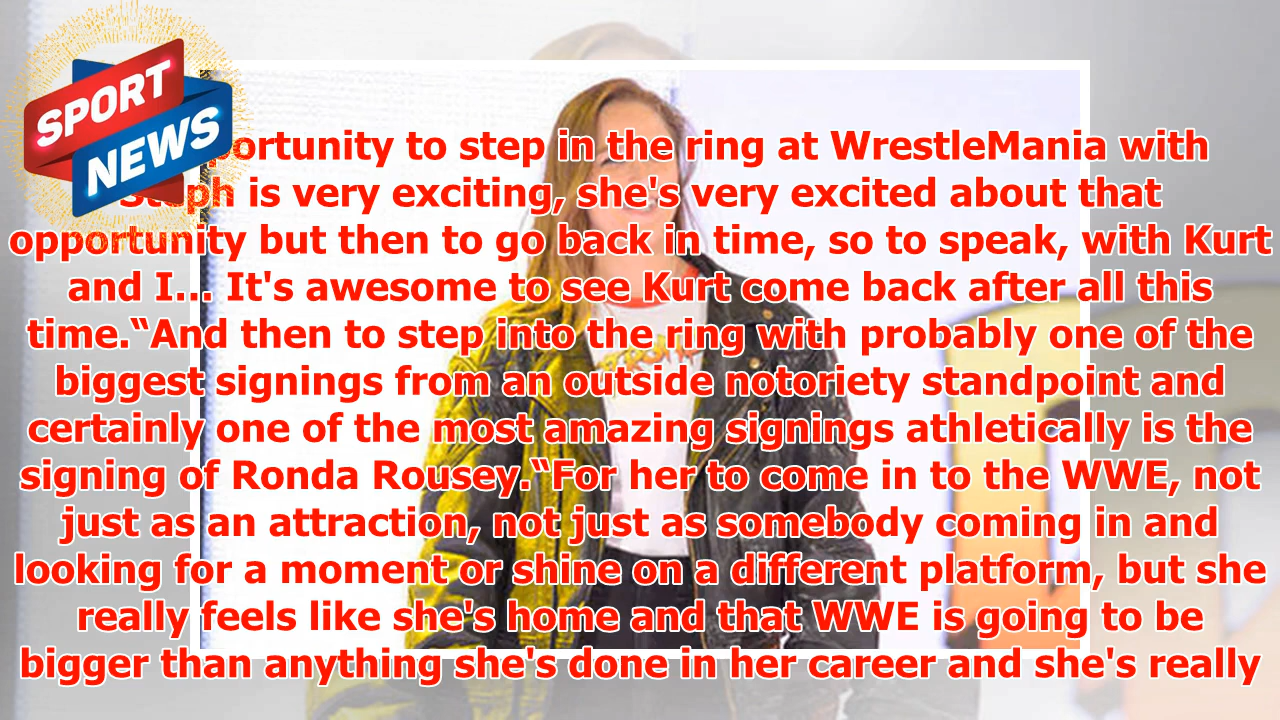 SPORT
NEWS
ortunity to step in the ring at WrestleMania with
is very exciting, she's very excited about that
opportunity but then to go back in time, so to speak, with Kurt
and I... It's awesome to see Kurt come back after all this
time.“And then to step into the ring with probably one of the
biggest signings from an outside notoriety standpoint and
certainly one of the most amazing signings athletically is the
signing of Ronda Rousey.“For her to come in to the WWE, not
just as an attraction, not just as somebody coming in and
looking for a moment or shine on a different platform, but she
really feels like she's home and that WWE is going to be
bigger than anything she's done in her career and she's really